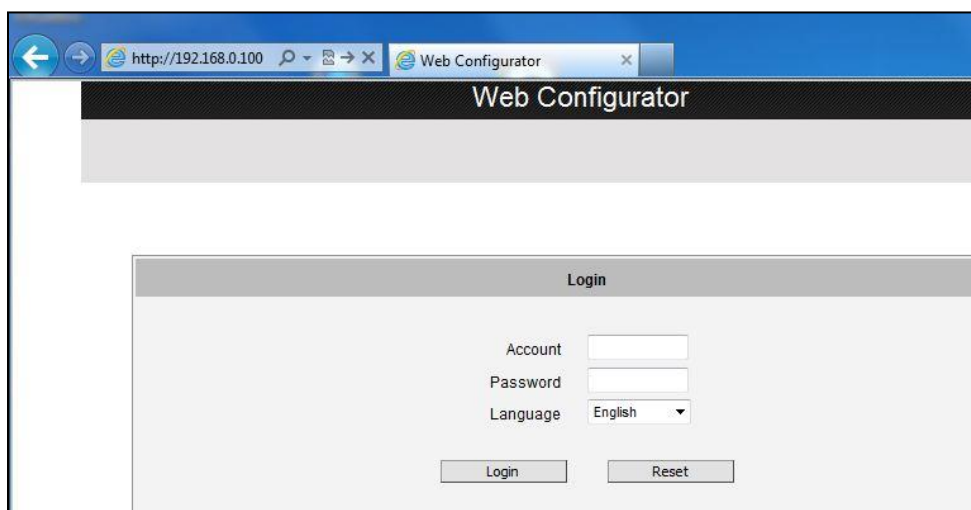 http://192.168.0.100
Web Configurator
Web Configurator
Login
Account
Password
Language English
Login Reset